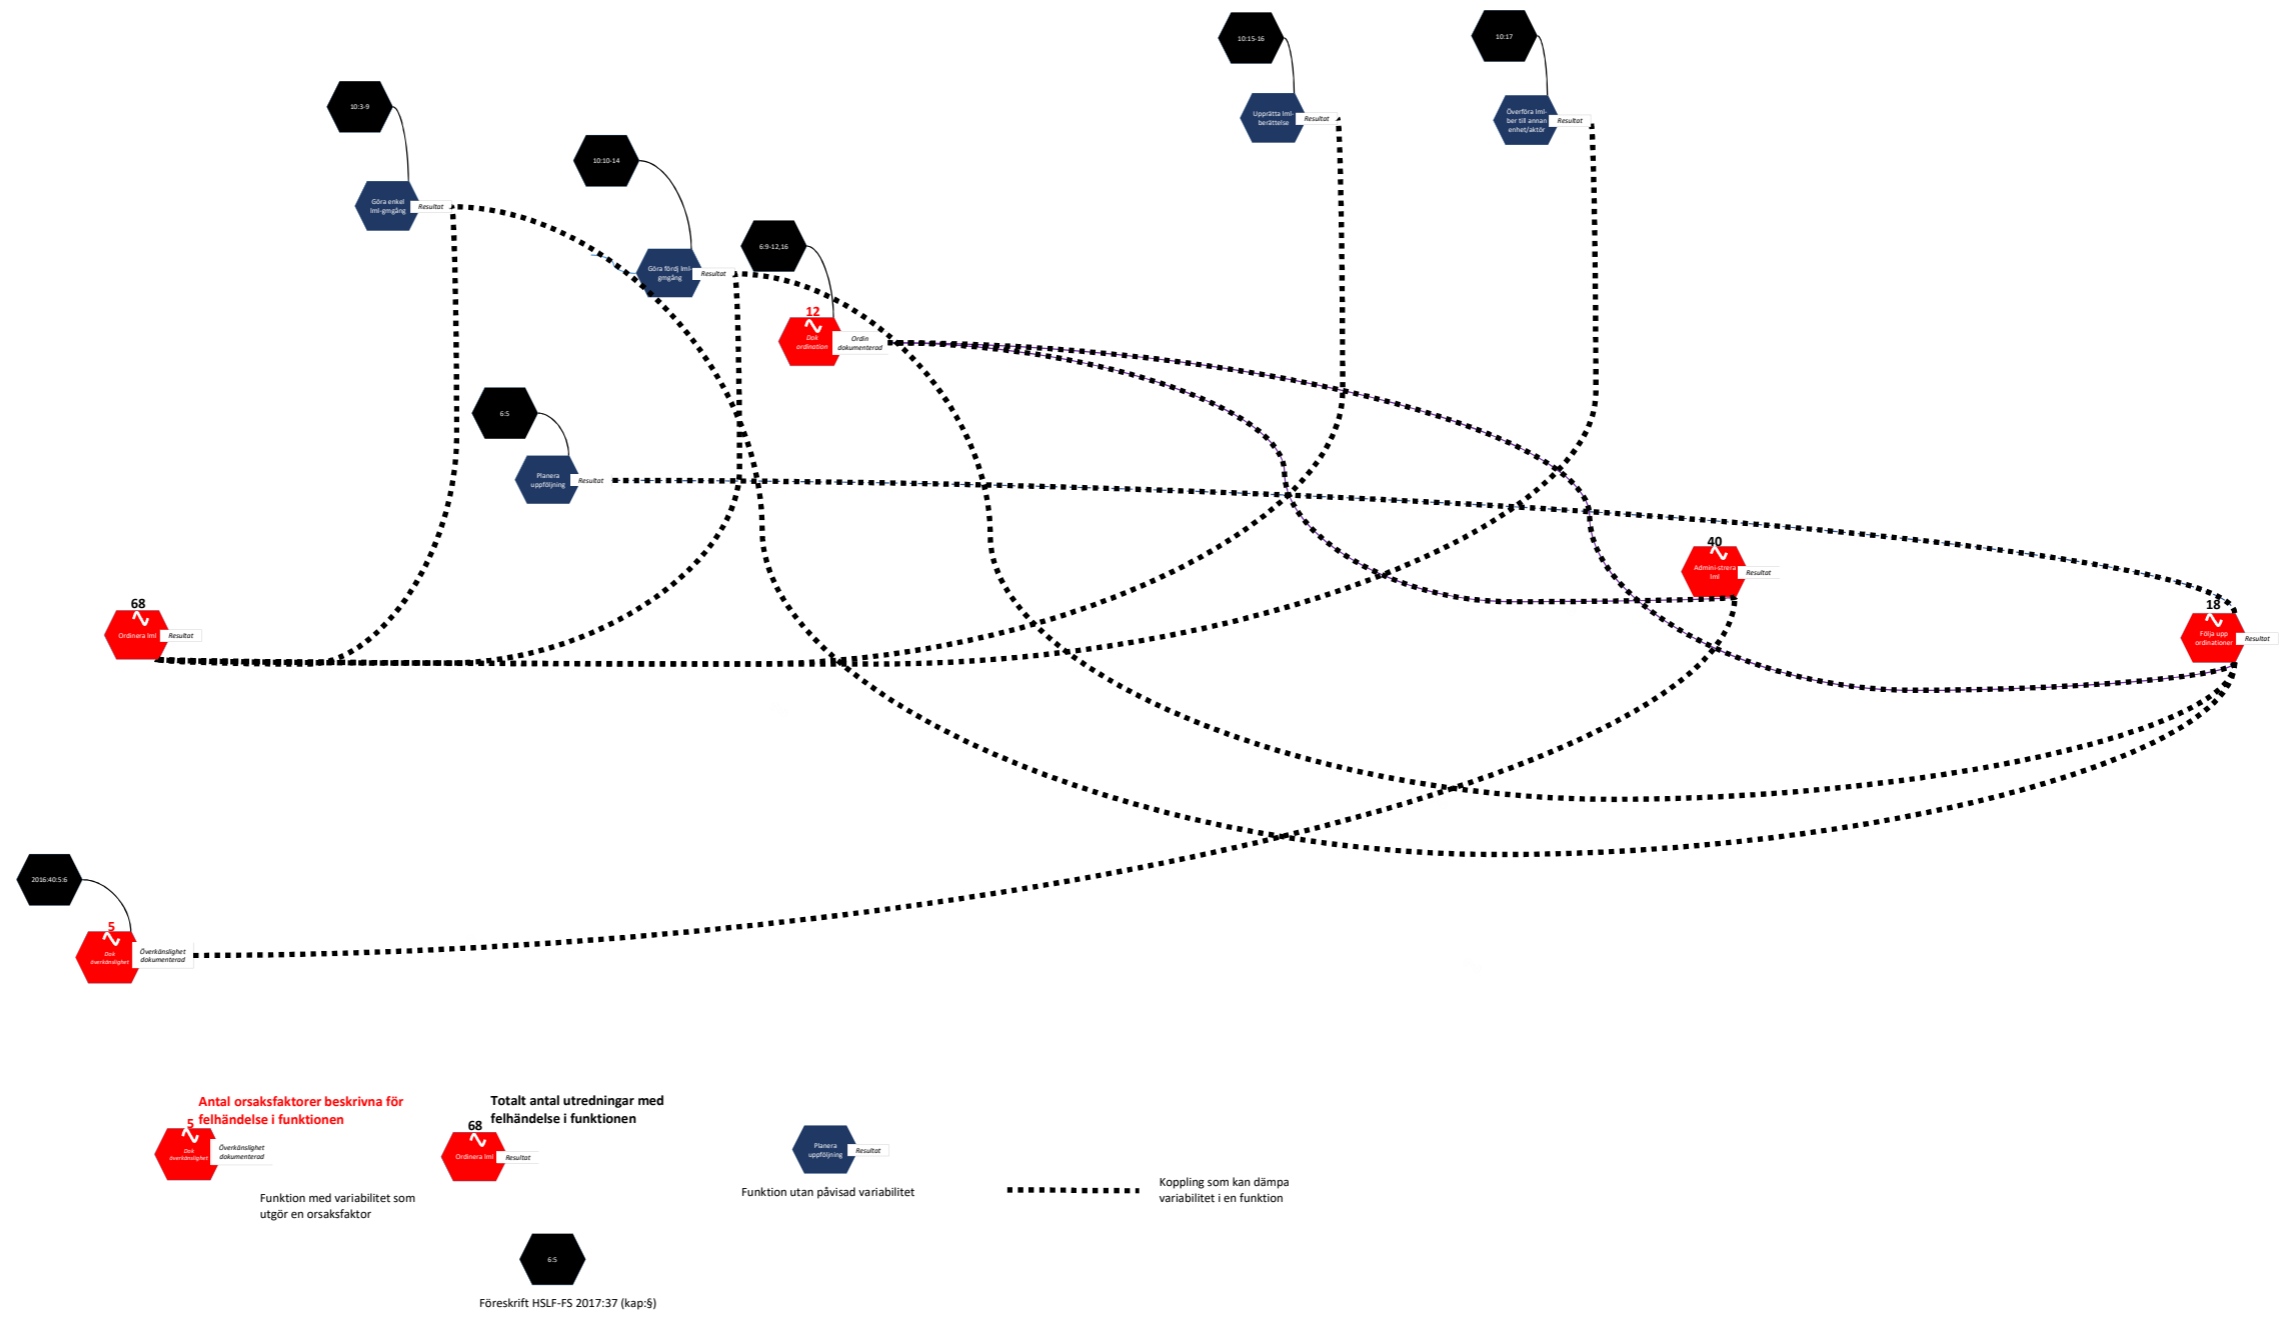 10:15-16
10:17
10:3-9
Upprätta lml-
berättelse
Resultat
Överföra lml-
ber till annan
enhet/aktör
Resultat
10:10-14
Göra enkel
lml-gmgång
Resultat
6:9-12,16
Göra fördj lml-
gmgång
Resultat
12
Dok
ordination
Ordin
dokumenterad
6:5
Planera
uppföljning
Resultat
40
Admini-strera
lml
Resultat
68
Ordinera lml
Resultat
18
Följa upp
ordinationer
Resultat
2016:40:5:6
5
Dok
överkänslighet
Överkänslighet
dokumenterad
Antal orsaksfaktorer beskrivna för
felhändelse i funktionen
5
Dok
överkänslighet
Överkänslighet
dokumenterad
Funktion med variabilitet som
utgör en orsaksfaktor
Totalt antal utredningar med
felhändelse i funktionen
68
Ordinera lml
Resultat
Planera
uppföljning
Resultat
Funktion utan påvisad variabilitet
Koppling som kan dämpa
variabilitet i en funktion
6:5
Föreskrift HSLF-FS 2017:37 (kap:§)